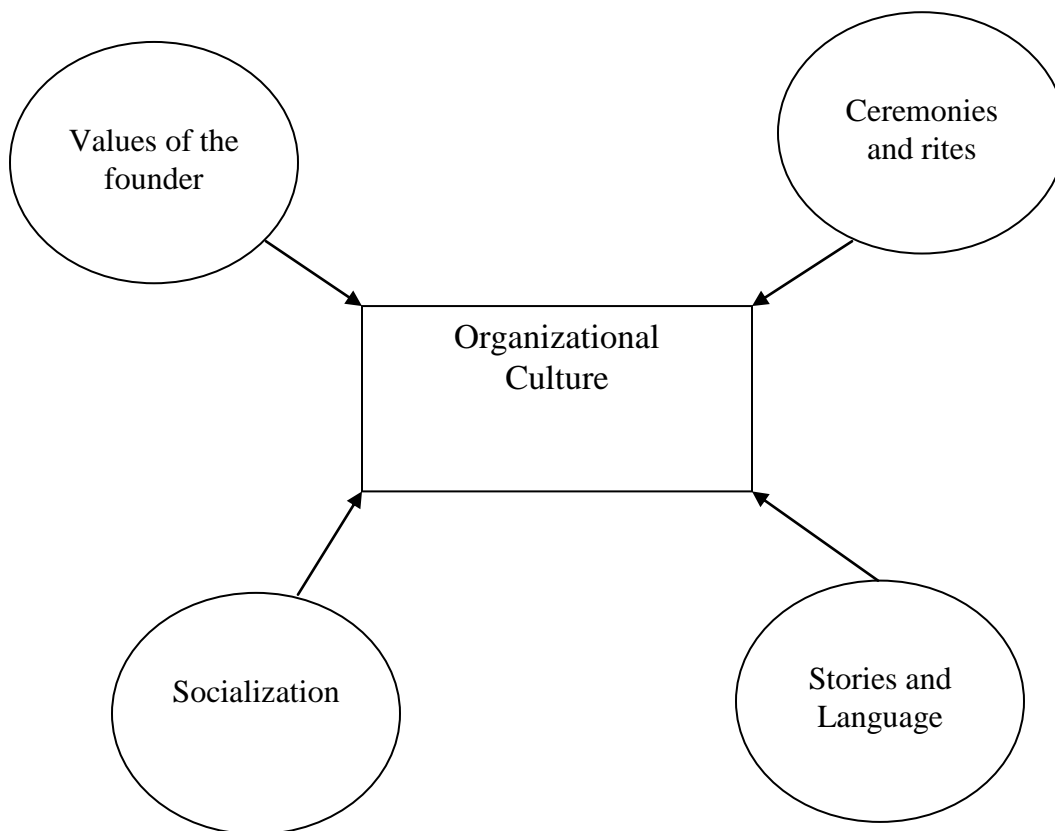 Values of the
founder
Ceremonies
and rites
Organizational
Culture
Socialization
Stories and
Language